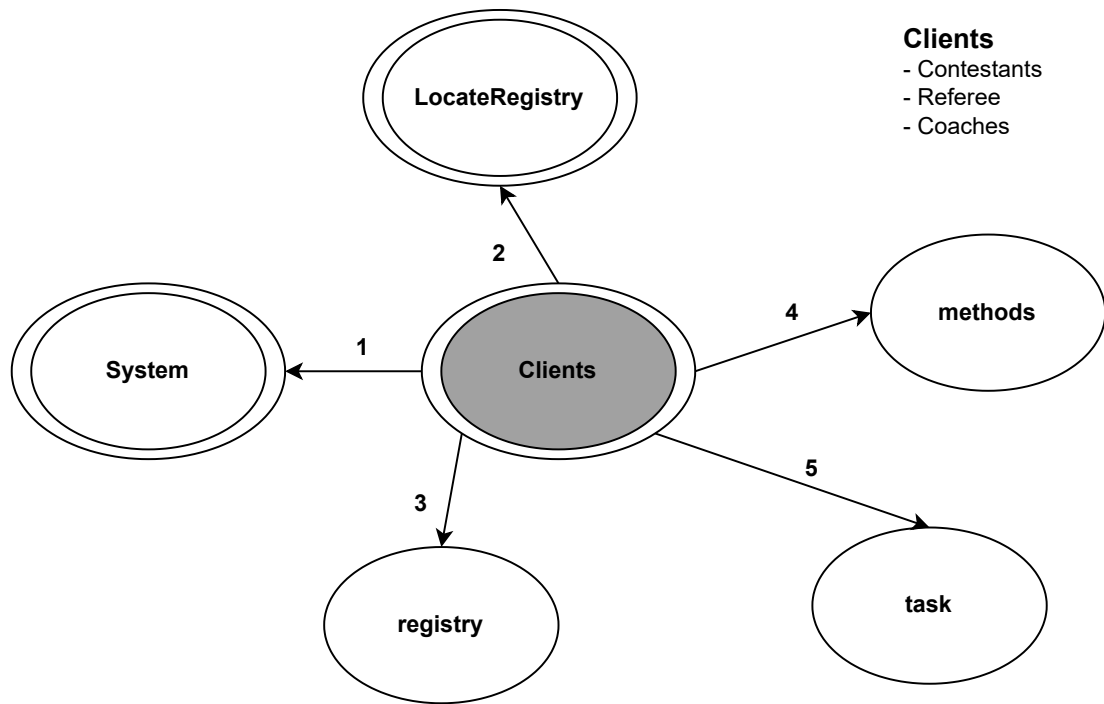 Clients
- Contestants
- Referee
- Coaches
LocateRegistry
2
4
methods
1
System
Clients
5
3
task
registry